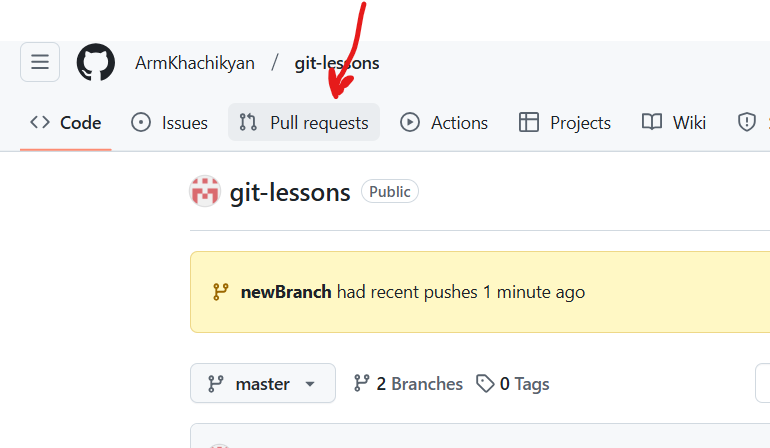 ArmKhachikyan / git-lessons
Code Issues Pull requests Actions Projects Wiki
git-lessons Public
newBranch had recent pushes 1 minute ago
master 2 Branches 0 Tags